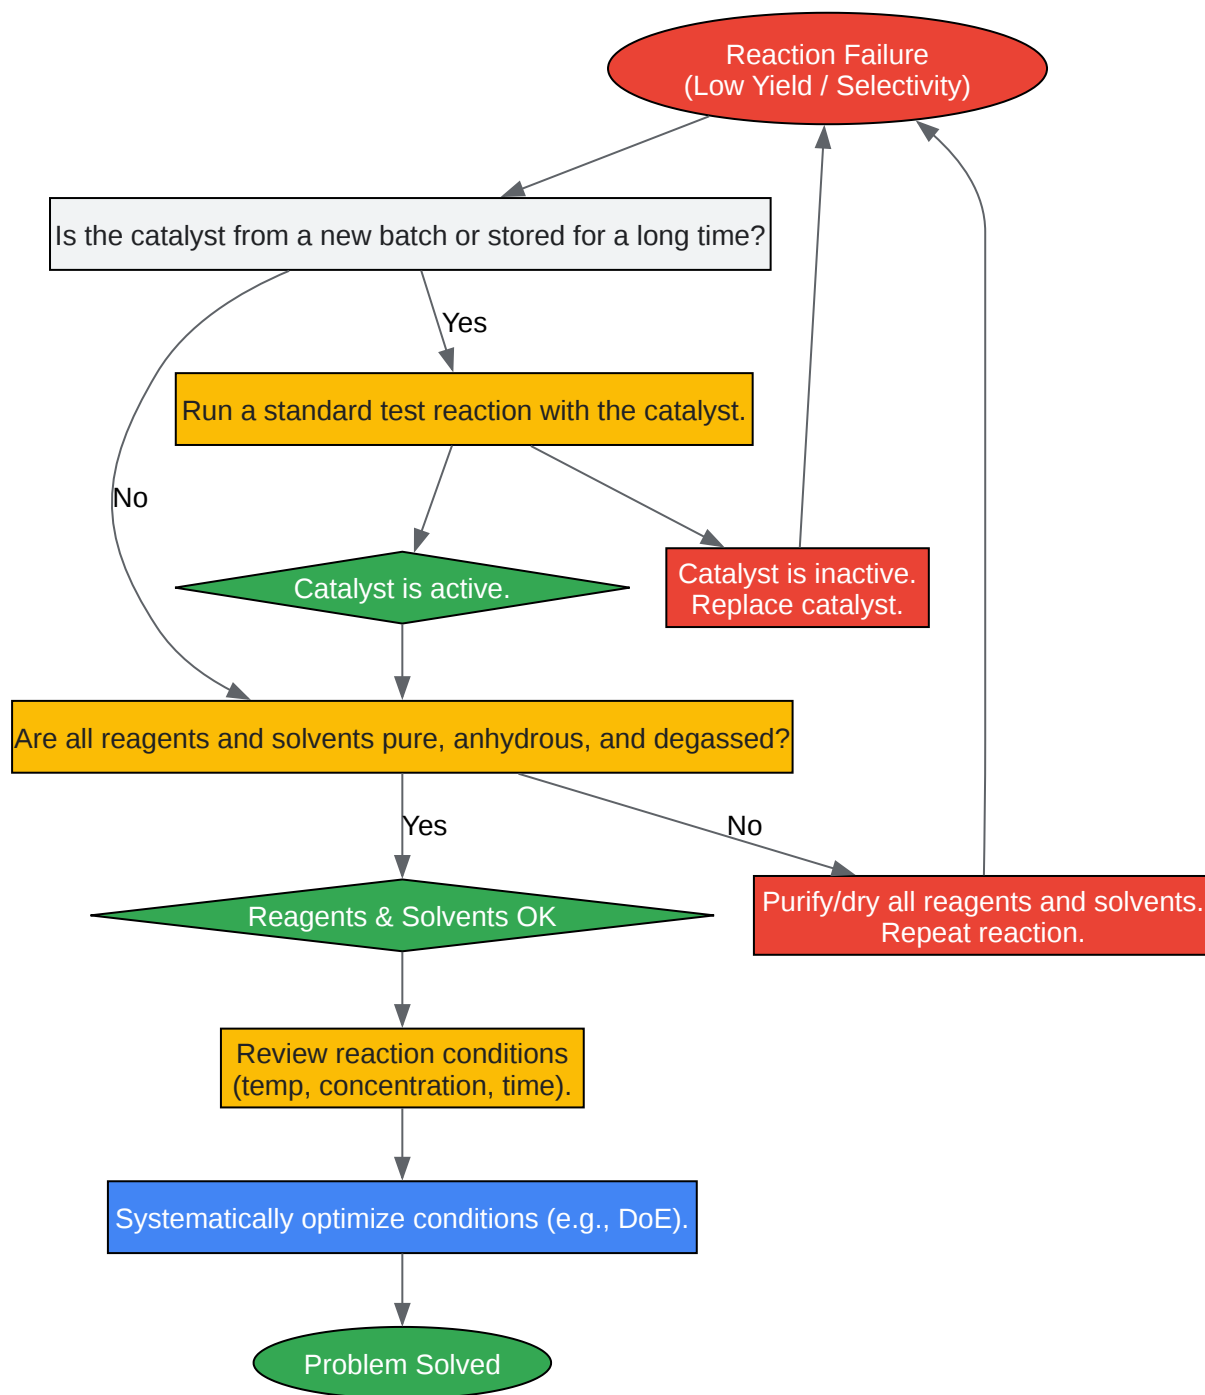 Reaction Failure
(Low Yield / Selectivity)
Is the catalyst from a new batch or stored for a long time?
Yes
Run a standard test reaction with the catalyst.
No
Catalyst is active.
Catalyst is inactive.
Replace catalyst.
Are all reagents and solvents pure, anhydrous, and degassed?
Yes
No
Reagents & Solvents OK
Purify/dry all reagents and solvents.
Repeat reaction.
Review reaction conditions
(temp, concentration, time).
Systematically optimize conditions (e.g., DoE).
Problem Solved